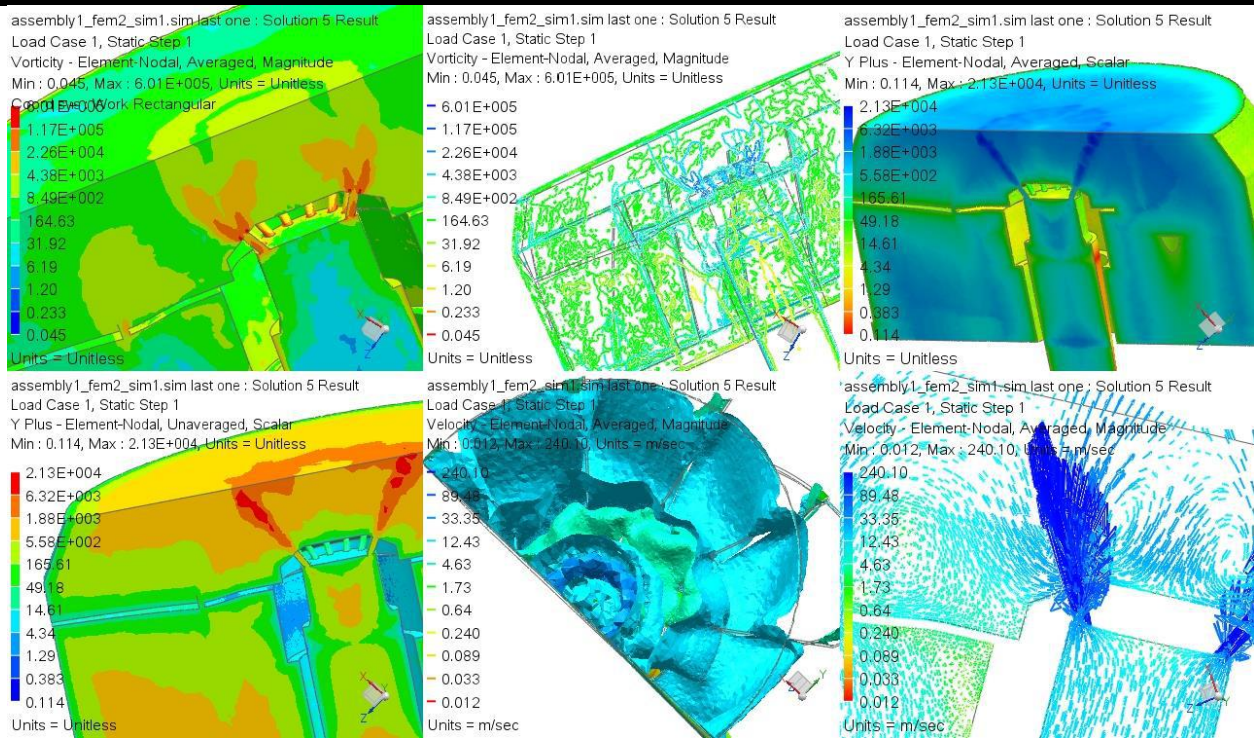 assembly1_fem2_sim1.sim last one : Solution 5 Result
Load Case 1, Static Step 1
Vorticity - Element-Nodal, Averaged, Magnitude
Min : 0.045, Max : 6.01E+005, Units = Unitless
Work Rectangular
6.01E+005
1.17E+005
2.26E+004
4.38E+003
8.49E+002
164.63
31.92
6.19
1.20
0.233
0.045
Units = Unitless
X
Z
assembly1_fem2_sim1.sim last one : Solution 5 Result
Load Case 1, Static Step 1
Vorticity - Element-Nodal, Averaged, Magnitude
Min : 0.045, Max : 6.01E+005, Units = Unitless
6.01E+005
1.17E+005
2.26E+004
4.38E+003
8.49E+002
164.63
31.92
6.19
1.20
0.233
0.045
Units = Unitless
Z
assembly1_fem2_sim1.sim last one : Solution 5 Result
Load Case 1, Static Step 1
Y Plus - Element-Nodal, Averaged, Scalar
Min : 0.114, Max : 2.13E+004, Units = Unitless
2.13E+004
6.32E+003
1.88E+003
5.58E+002
165.61
49.18
14.61
4.34
1.29
0.383
0.114
Units = Unitless
Z
assembly1_fem2_sim1.sim last one : Solution 5 Result
Load Case 1, Static Step 1
Y Plus - Element-Nodal, Unaveraged, Scalar
Min : 0.114, Max : 2.13E+004, Units = Unitless
2.13E+004
6.32E+003
1.88E+003
5.58E+002
165.61
49.18
14.61
4.34
1.29
0.383
0.114
Units = Unitless
X
Z
assembly1_fem2_sim1.sim last one : Solution 5 Result
Load Case 1, Static Step 1
Velocity - Element-Nodal, Averaged, Magnitude
Min : 0.012, Max : 240.10, Units = m/sec
240.10
89.48
33.35
12.43
4.63
1.73
0.64
0.240
0.089
0.033
0.012
Units = m/sec
Y
assembly1_fem2_sim1.sim last one : Solution 5 Result
Load Case 1, Static Step 1
Velocity - Element-Nodal, Averaged, Magnitude
Min : 0.012, Max : 240.10, Units = m/sec
240.10
89.48
33.35
12.43
4.63
1.73
0.64
0.240
0.089
0.033
0.012
Units = m/sec
Z
Y